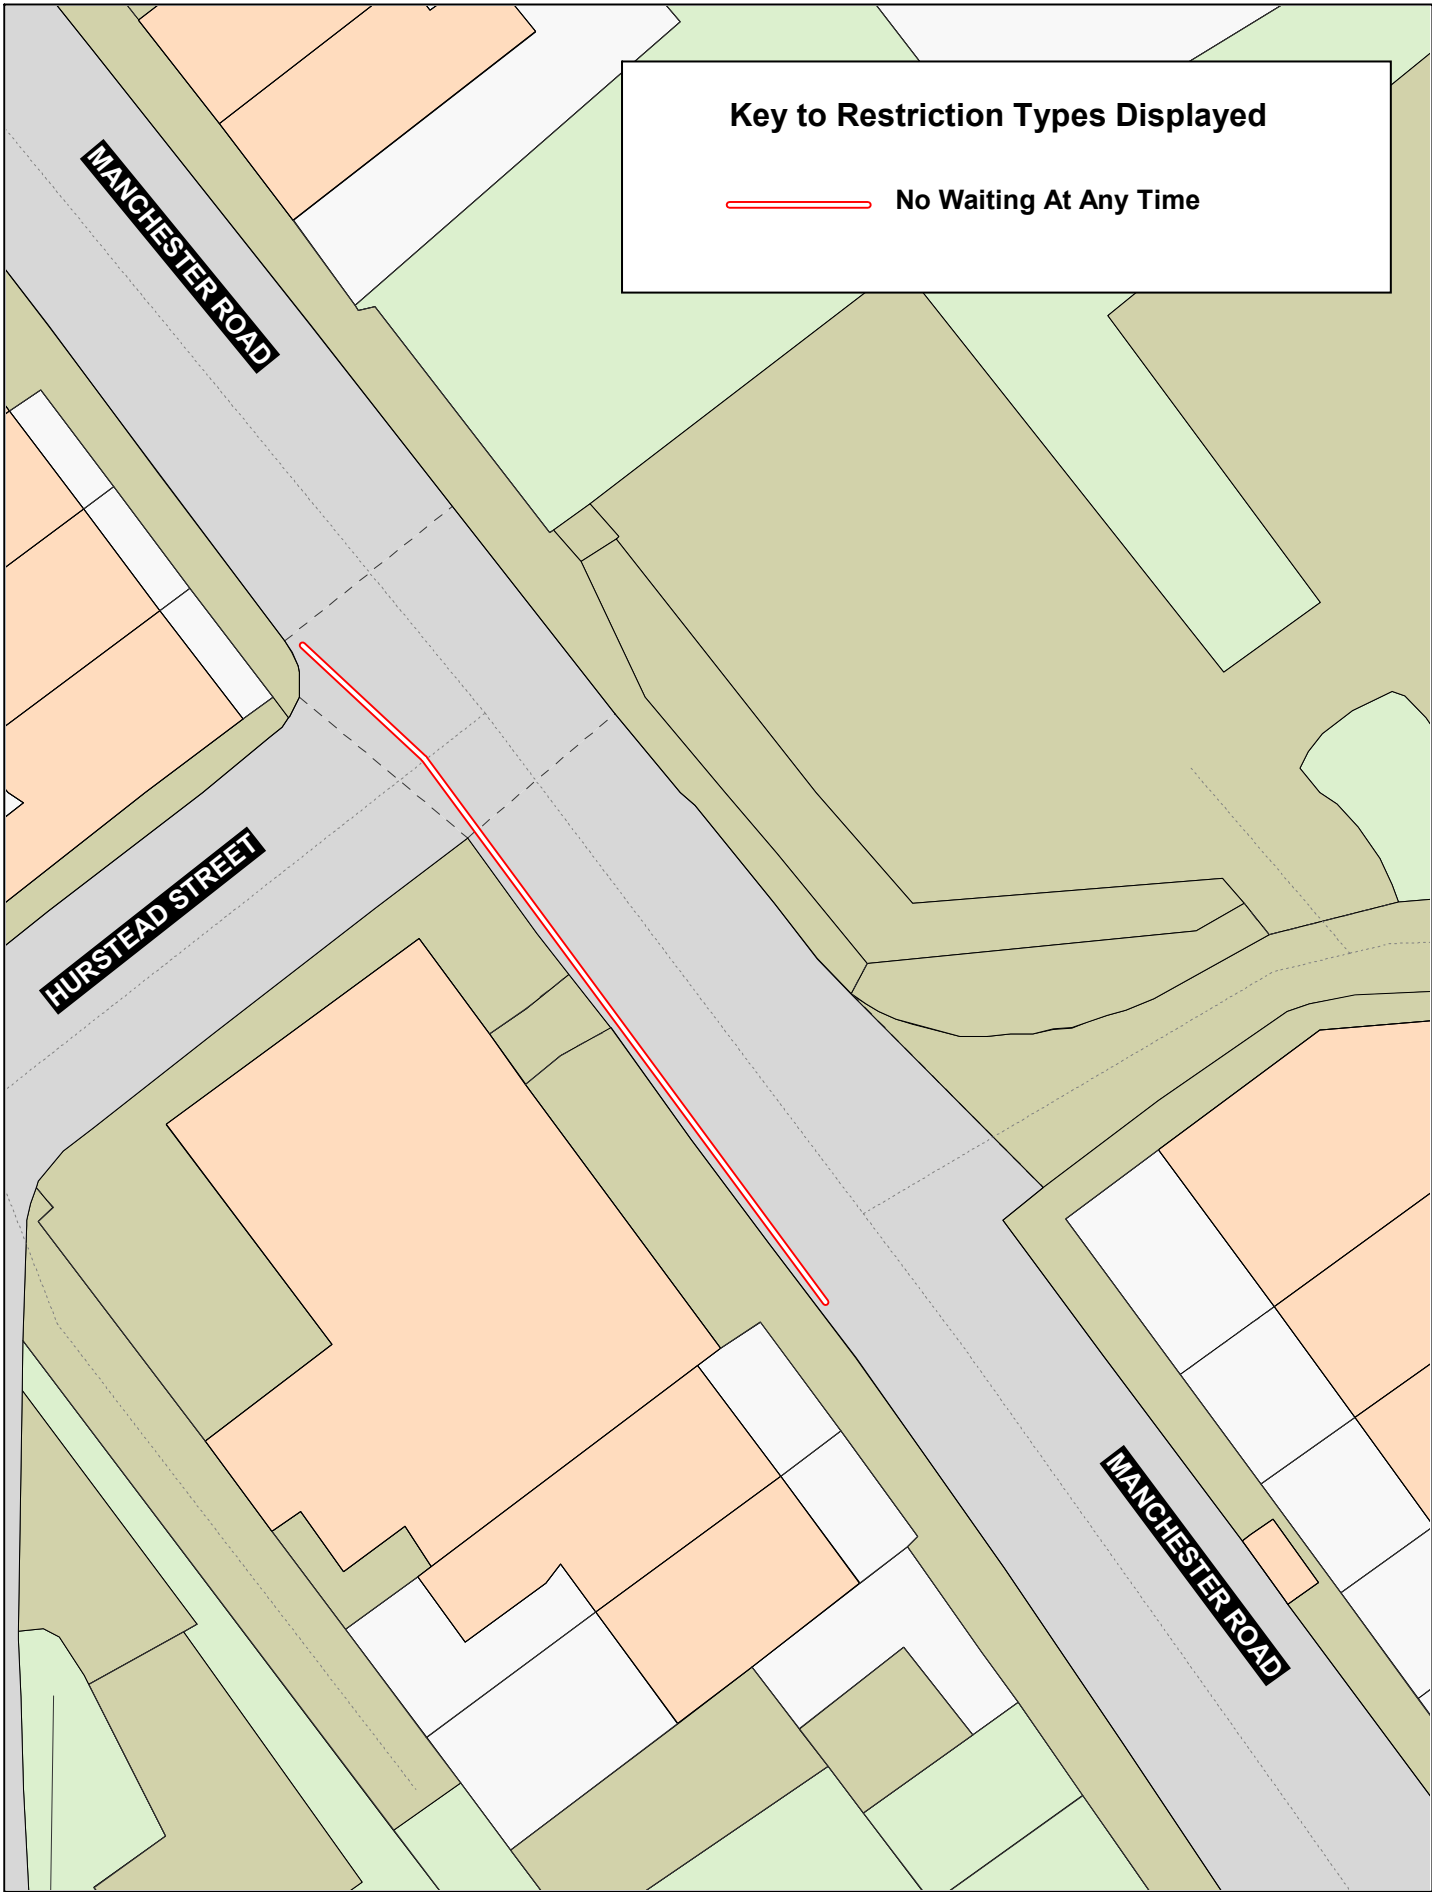 Key to Restriction Types Displayed
No Waiting At Any Time
MANCHESTER ROAD
HURSTEAD STREET
MANCHESTER ROAD